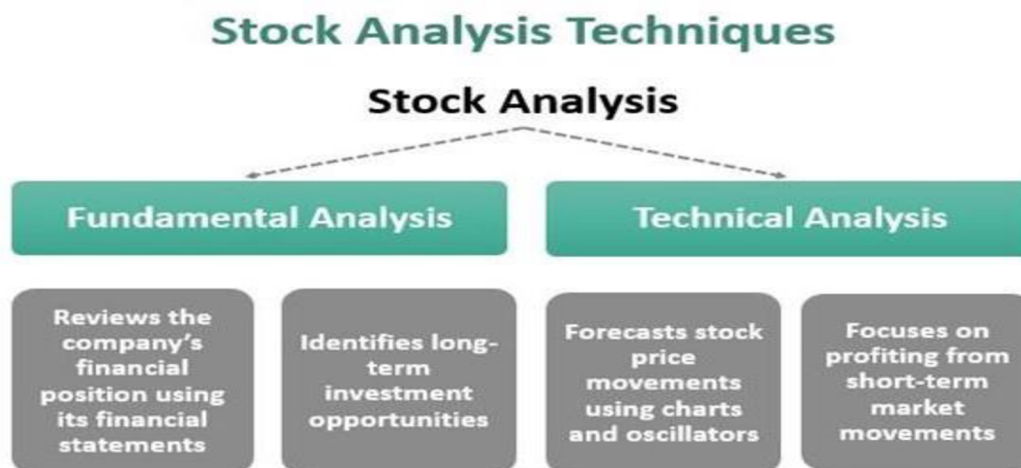 Stock Analysis Techniques
Stock Analysis
Fundamental Analysis
Technical Analysis
Reviews the
company's
financial
position using
its financial
statements
Identifies long-
term
investment
opportunities
Forecasts stock
price
movements
using charts
and oscillators
Focuses on
profiting from
short-term
market
movements